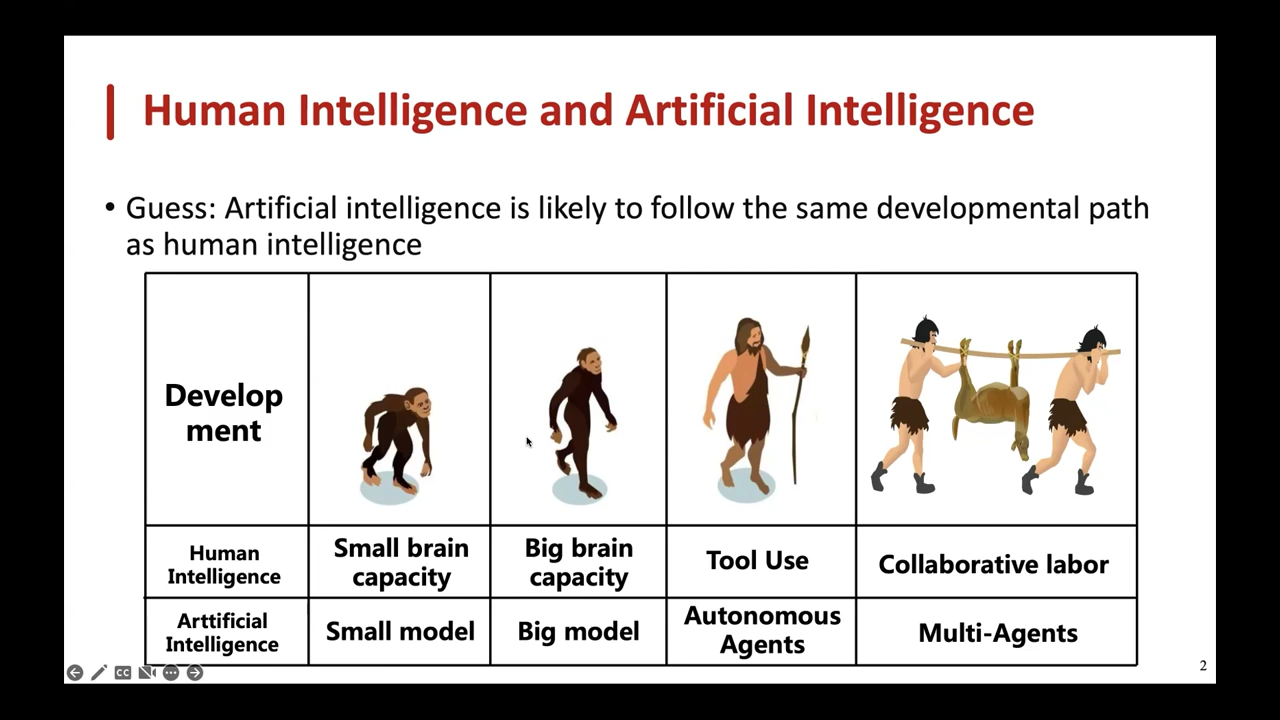 Human Intelligence and Artificial Intelligence
• Guess: Artificial intelligence is likely to follow the same developmental path
as human intelligence
Develop
ment
Human
Intelligence
Small brain
capacity
Big brain
capacity
Tool Use
Collaborative labor
Arttificial
Intelligence
Small model
Big model
Autonomous
Agents
Multi-Agents
CC
2